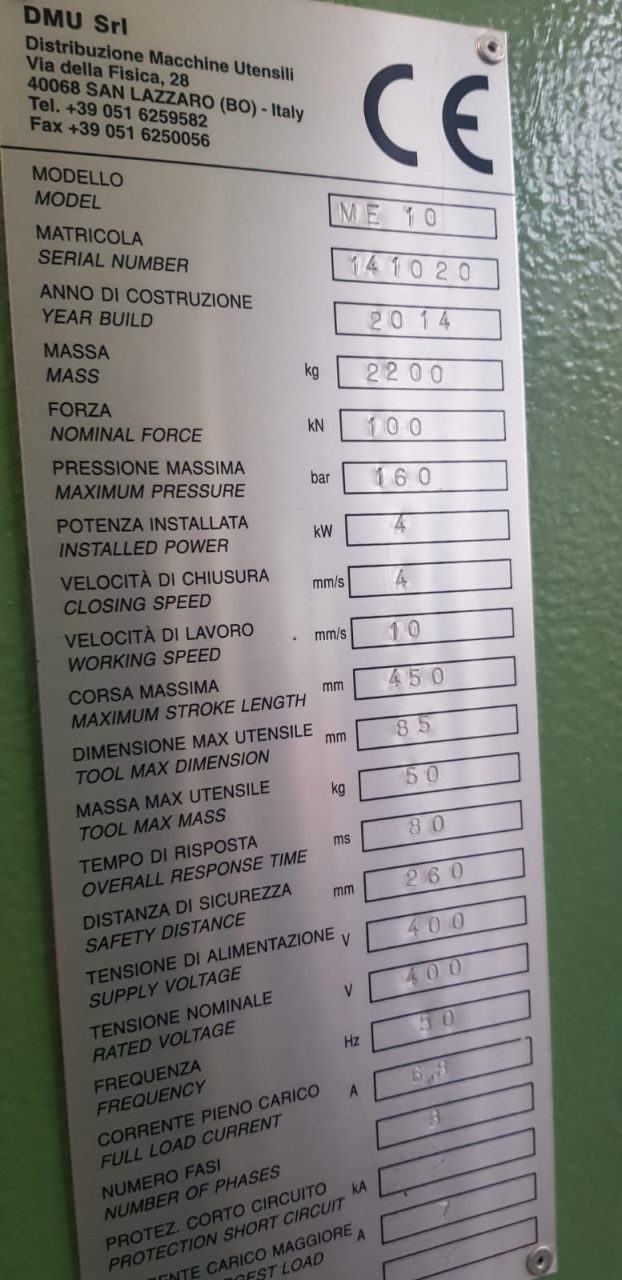 DMU Srl
Distribuzione Macchine Utensili
Via della Fisica, 28
40068 SAN LAZZARO (BO) - Italy
Tel. +39 051 6259582
Fax +39 051 6250056
CE
MODELLO
MODEL ME 10
MATRICOLA
SERIAL NUMBER 141020
ANNO DI COSTRUZIONE
YEAR BUILD 2014
MASSA
MASS kg 2200
FORZA
NOMINAL FORCE kN 100
PRESSIONE MASSIMA
MAXIMUM PRESSURE bar 160
POTENZA INSTALLATA
INSTALLED POWER kW 4
VELOCITÀ DI CHIUSURA
CLOSING SPEED mm/s 4
VELOCITÀ DI LAVORO
WORKING SPEED mm/s 10
CORSA MASSIMA
MAXIMUM STROKE LENGTH mm 450
DIMENSIONE MAX UTENSILE
TOOL MAX DIMENSION mm 85
MASSA MAX UTENSILE
TOOL MAX MASS kg 50
TEMPO DI RISPOSTA
OVERALL RESPONSE TIME ms 80
DISTANZA DI SICUREZZA
SAFETY DISTANCE mm 260
TENSIONE DI ALIMENTAZIONE
SUPPLY VOLTAGE V 400
TENSIONE NOMINALE
RATED VOLTAGE V 400
FREQUENZA
FREQUENCY Hz 50
CORRENTE PIENO CARICO
FULL LOAD CURRENT A
NUMERO FASI
NUMBER OF PHASES
PROTEZ. CORTO CIRCUITO
PROTECTION SHORT CIRCUIT kA
CARICO MAGGIORE A
LOAD